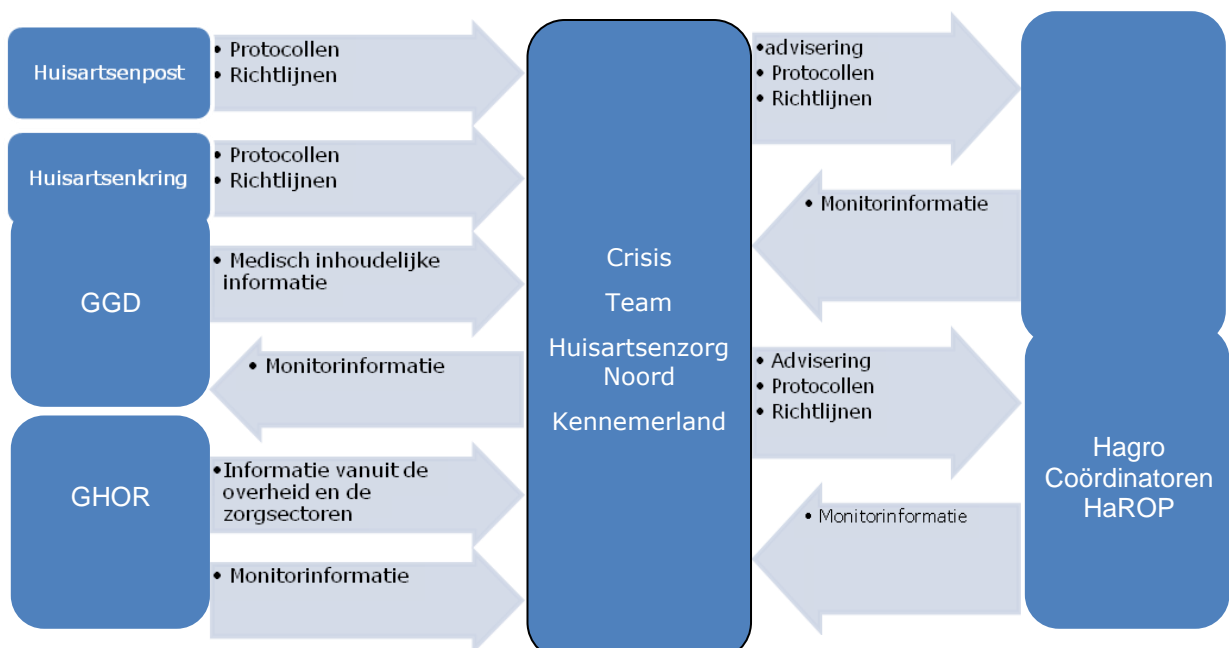 Huisartsenpost
• Protocollen
• Richtlijnen
Huisartsenkring
• Protocollen
• Richtlijnen
GGD
• Medisch inhoudelijke
informatie
• Monitorinformatie
GHOR
• Informatie vanuit de
overheid en de
zorgsectoren
• Monitorinformatie
Crisis
Team
Huisartsenzorg
Noord
Kennemerland
• advisering
• Protocollen
• Richtlijnen
• Monitorinformatie
• Advisering
• Protocollen
• Richtlijnen
• Monitorinformatie
Hagro
Coördinatoren
HaROP